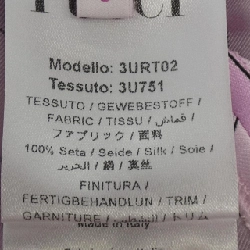 Modello: 3URT02
Tessuto: 3U751
TESSUTO / GEWEBESTOFF /
FABRIC / TISSU / قماش /
ファブリック / 面料
100% Seta / Seide / Silk / Soie /
الحرير / 絹 / 真丝
FINITURA /
FERTIGBEHANDLUN / TRIM /
GARNITURE /
Made in Italy